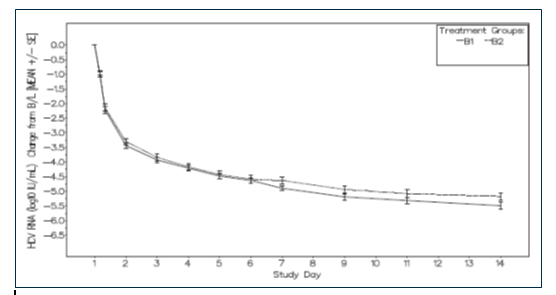 Treatment Groups:
B1 B2
HCV RNA (log10 IU/mL) Change from B/L [MEAN +/- SE]
0.0
-0.5
-1.0
-1.5
-2.0
-2.5
-3.0
-3.5
-4.0
-4.5
-5.0
-5.5
-6.0
-6.5
1 2 3 4 5 6 7 8 9 10 11 12 13 14
Study Day